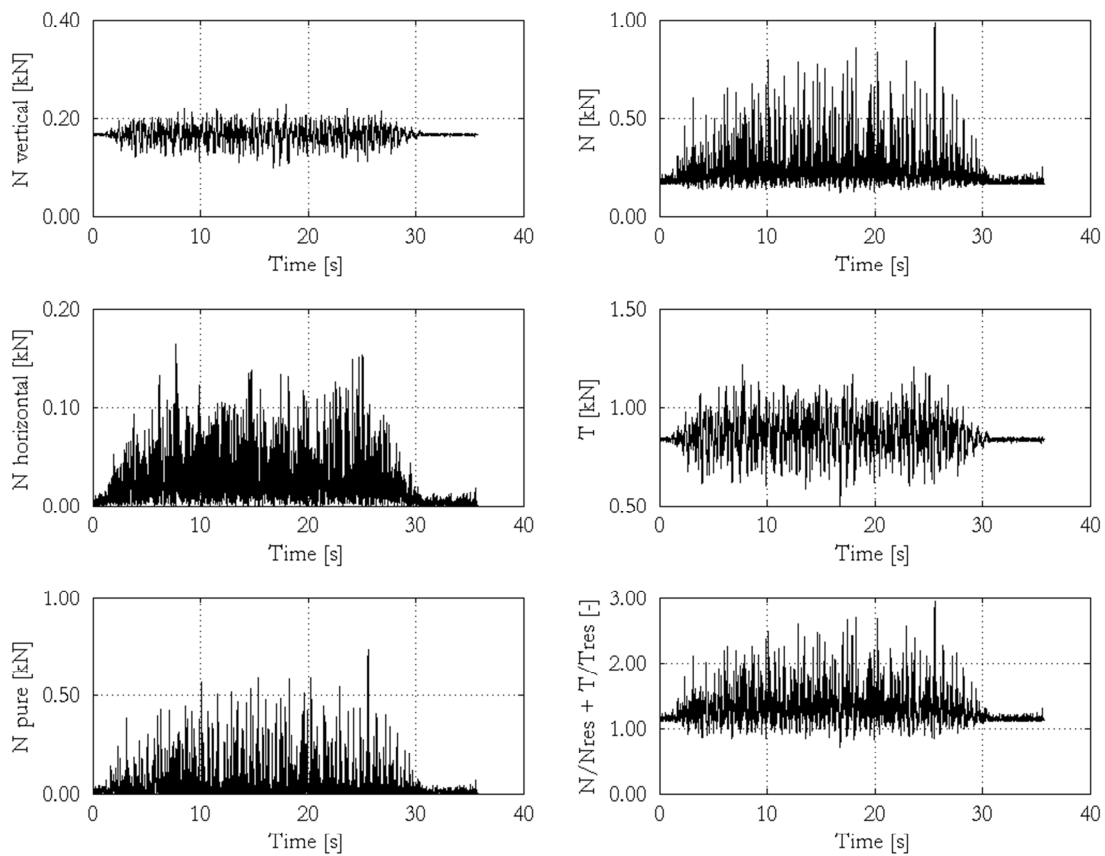 0.40
0.20
0.00
N vertical [kN]
0 10 20 30 40
Time [s]
1.00
0.50
0.00
N [kN]
0 10 20 30 40
Time [s]
0.20
0.10
0.00
N horizontal [kN]
0 10 20 30 40
Time [s]
1.50
1.00
0.50
T [kN]
0 10 20 30 40
Time [s]
1.00
0.50
0.00
N pure [kN]
0 10 20 30 40
Time [s]
3.00
2.00
1.00
0.00
N/Nres + T/Tres [-]
0 10 20 30 40
Time [s]